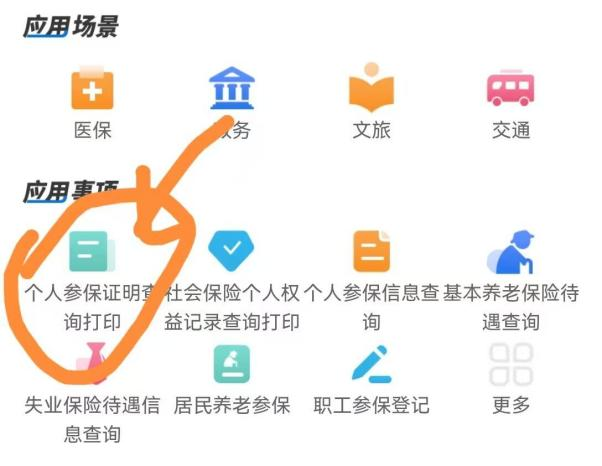 应用场景
医保 政务 文旅 交通
应用事项
个人参保证明查 社会保险个人权 个人参保信息查 基本养老保险待
询打印 益记录查询打印 询 遇查询
失业保险待遇信 居民养老参保 职工参保登记 更多
息查询